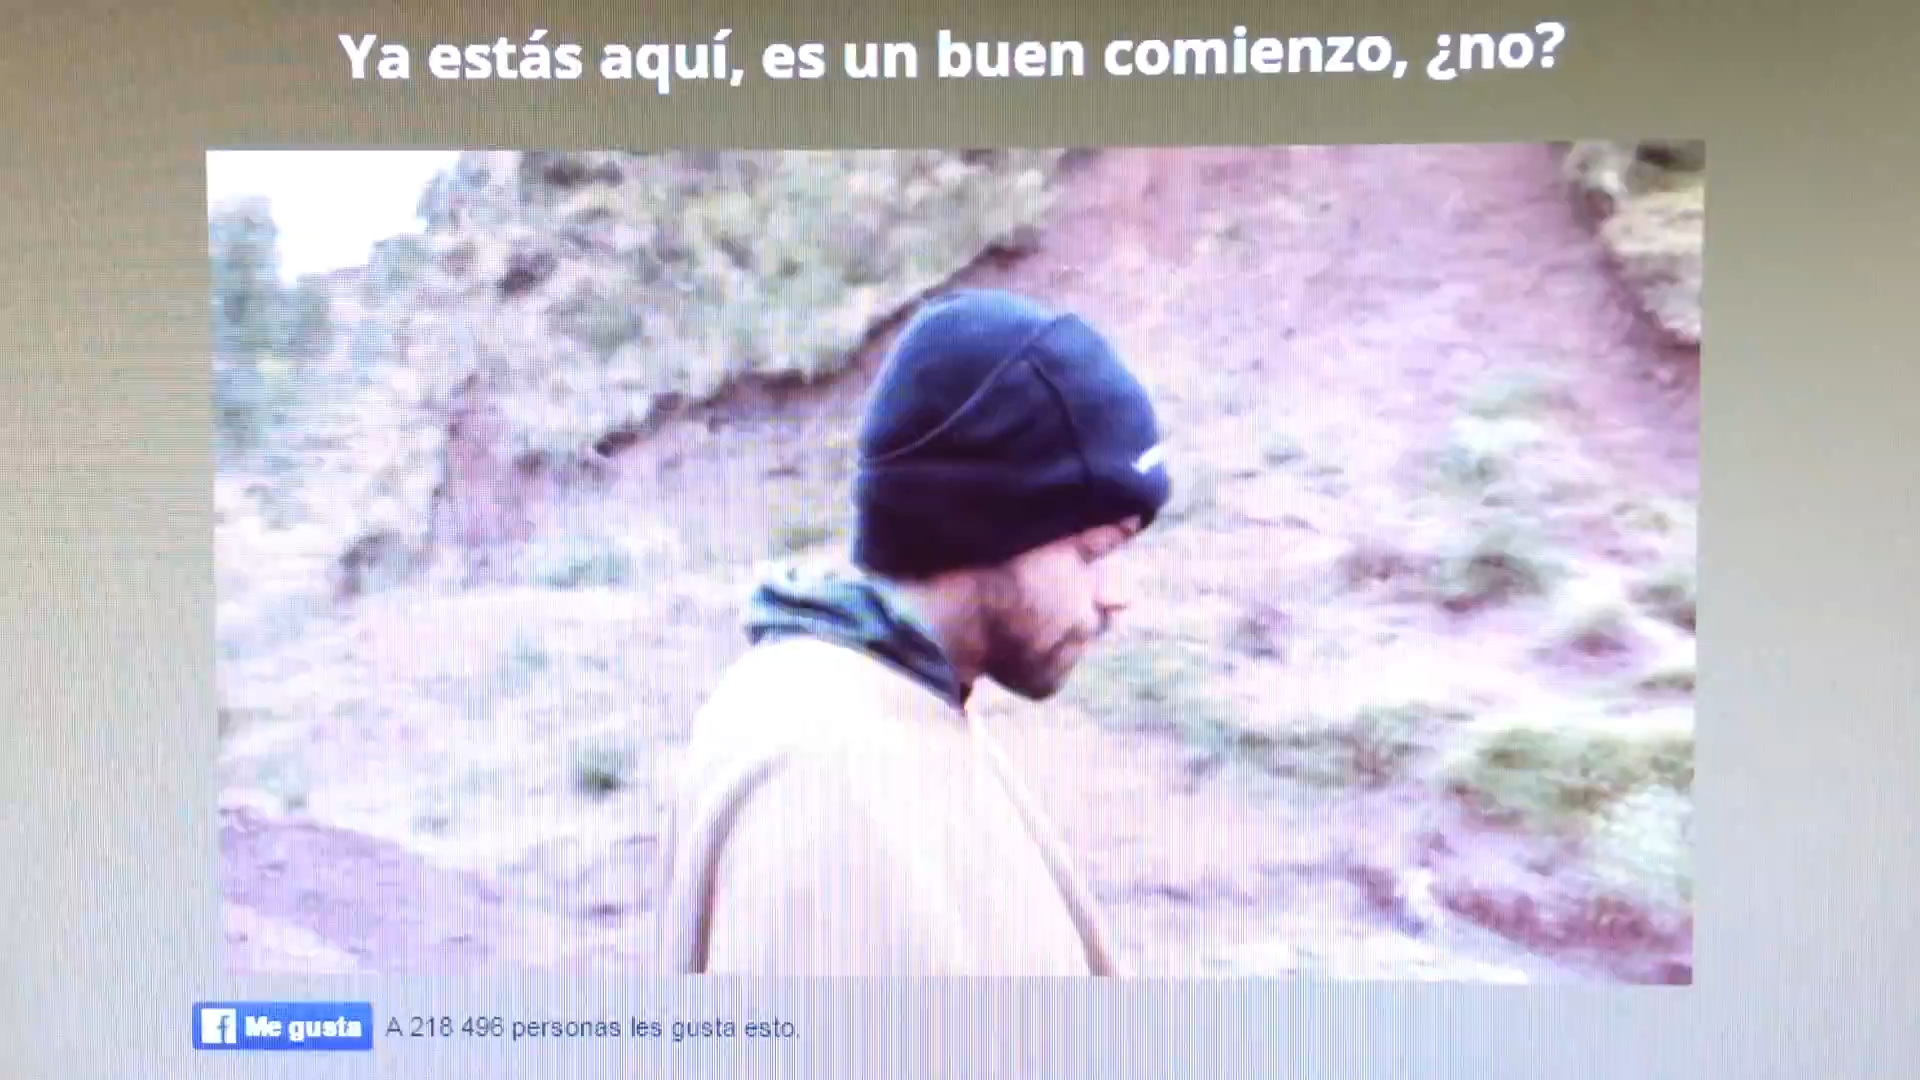 Ya estás aquí, es un buen comienzo, ¿no?
f Me gusta A 218 496 personas les gusta esto.